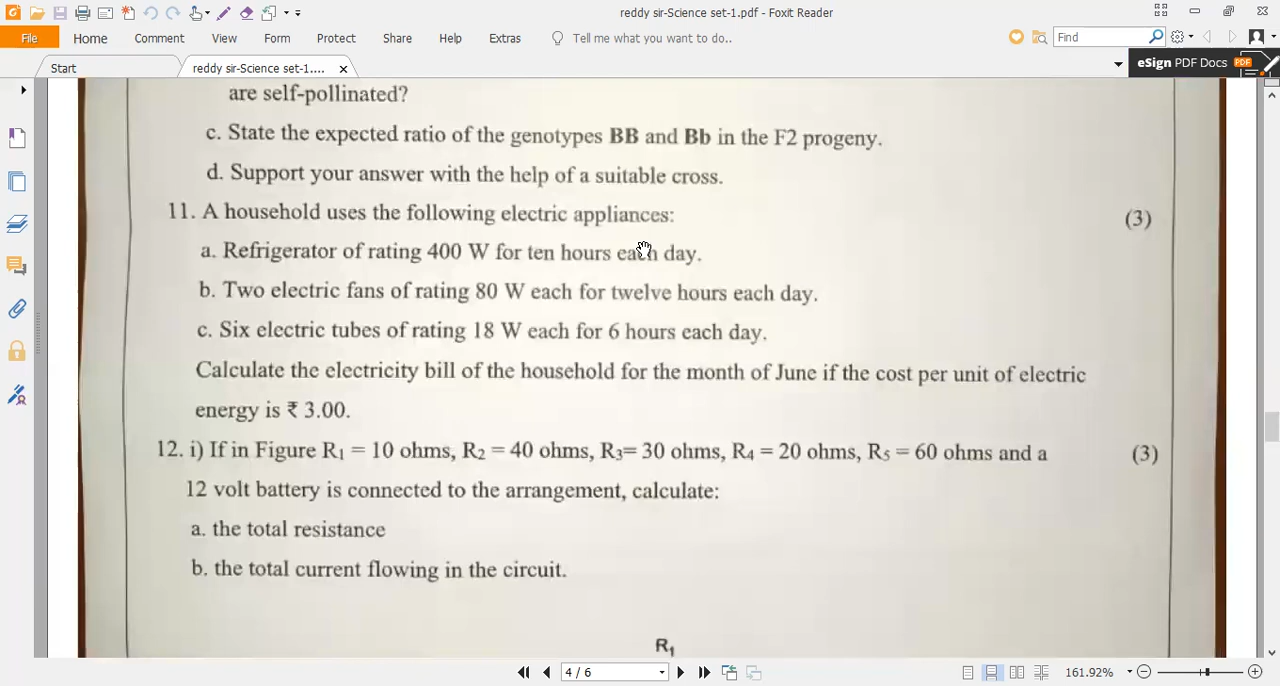 reddy sir-Science set-1.pdf - Foxit Reader
File Home Comment View Form Protect Share Help Extras Tell me what you want to do.. Find
Start reddy sir-Science set-1.... eSign PDF Docs PDF
are self-pollinated?
c. State the expected ratio of the genotypes BB and Bb in the F2 progeny.
d. Support your answer with the help of a suitable cross.
11. A household uses the following electric appliances: (3)
a. Refrigerator of rating 400 W for ten hours each day.
b. Two electric fans of rating 80 W each for twelve hours each day.
c. Six electric tubes of rating 18 W each for 6 hours each day.
Calculate the electricity bill of the household for the month of June if the cost per unit of electric
energy is ₹ 3.00.
12. i) If in Figure R1 = 10 ohms, R2 = 40 ohms, R3= 30 ohms, R4 = 20 ohms, R5 = 60 ohms and a (3)
12 volt battery is connected to the arrangement, calculate:
a. the total resistance
b. the total current flowing in the circuit.
R1
4 / 6 161.92%